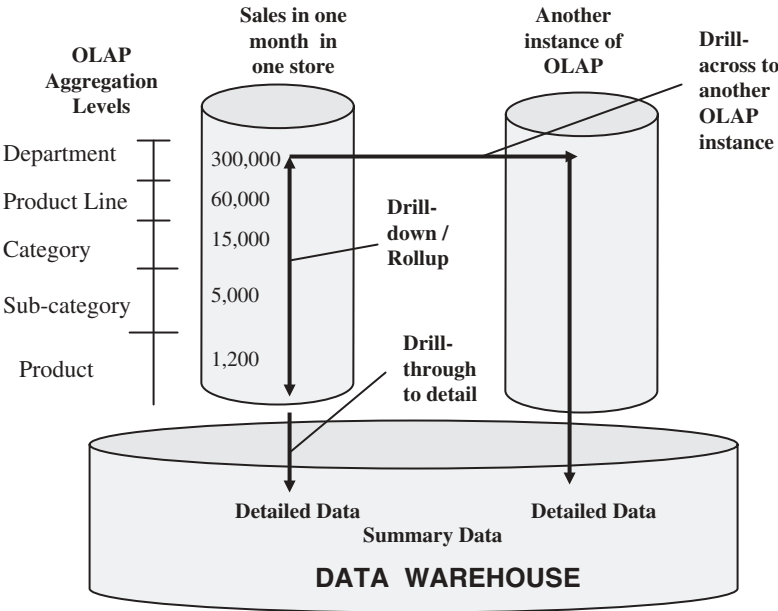 Sales in one
month in
one store
Another
instance of
OLAP
Drill-
across to
another
OLAP
instance
OLAP
Aggregation
Levels
Department
Product Line
Category
Sub-category
Product
300,000
60,000
15,000
5,000
1,200
Drill-
down /
Rollup
Drill-
through
to detail
Detailed Data
Detailed Data
Summary Data
DATA WAREHOUSE